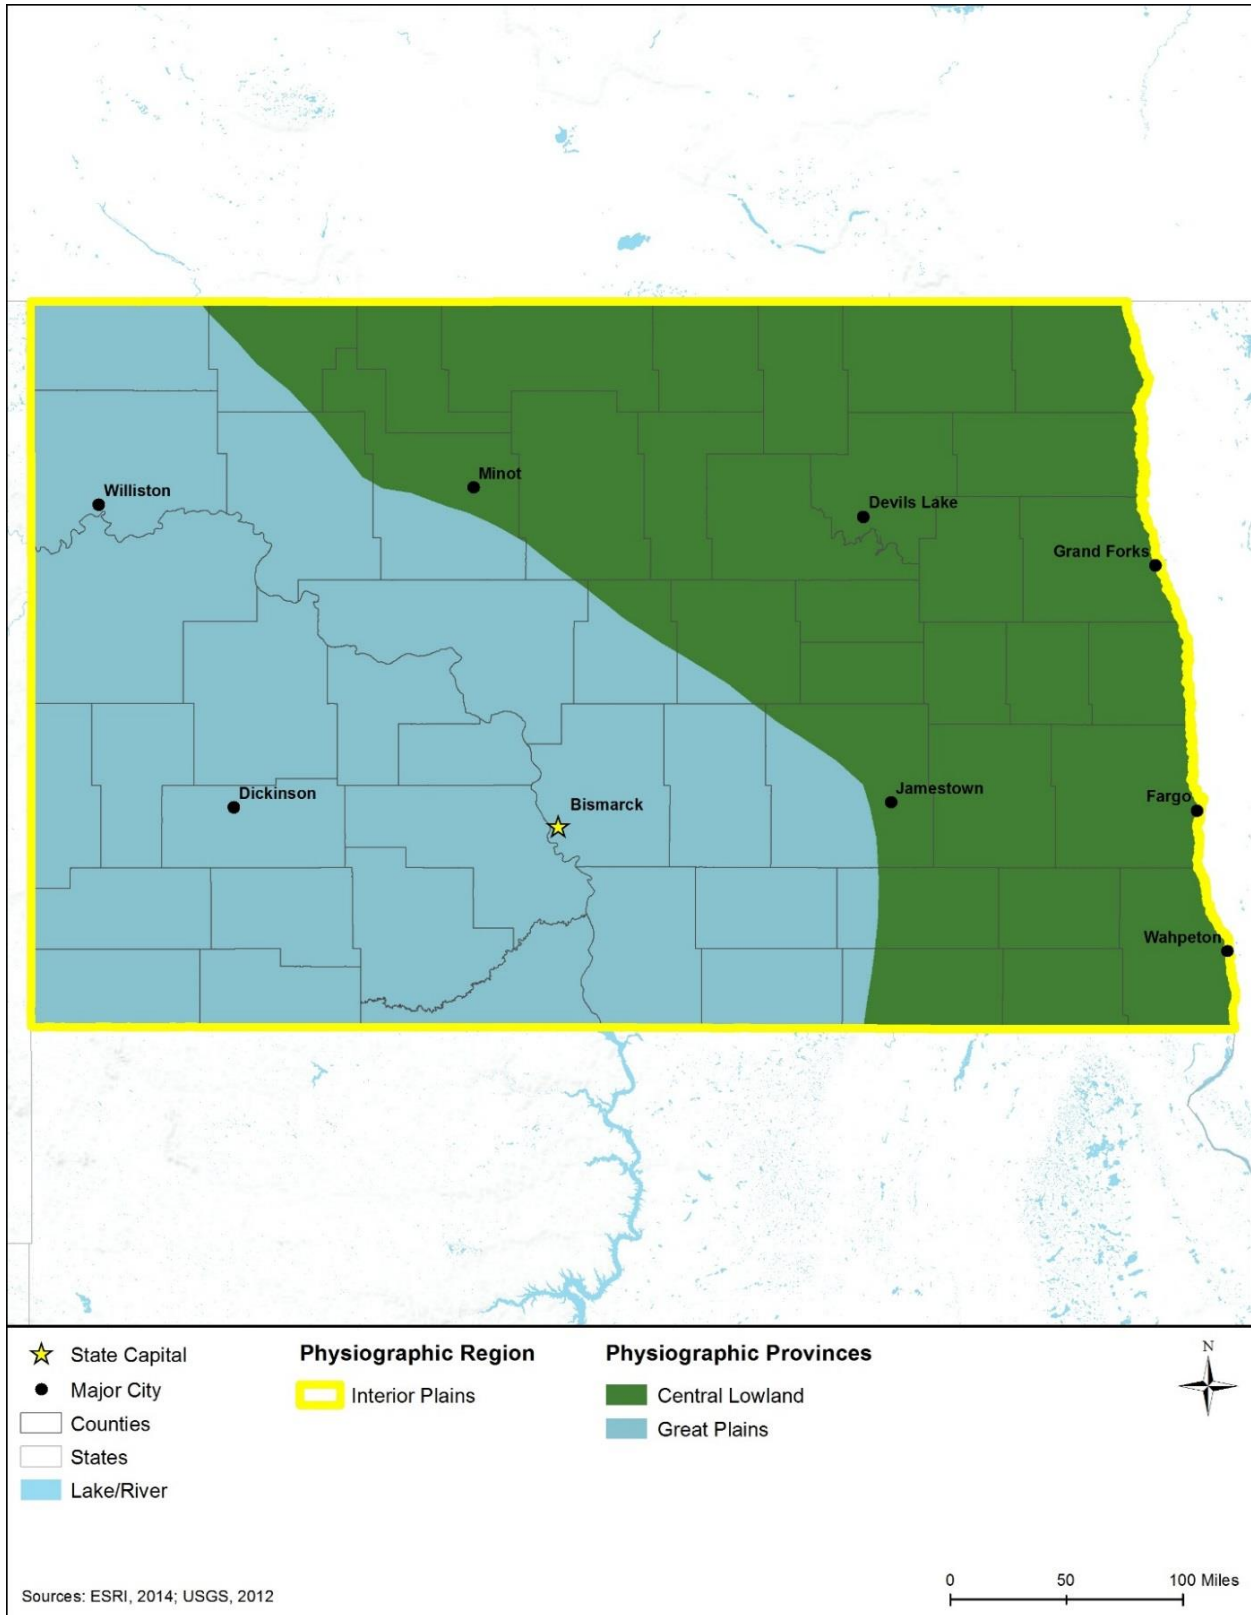 Minot
Williston
Devils Lake
Grand Forks
Jamestown
Dickinson
Bismarck
Fargo
Wahpeton
State Capital
Major City
Counties
States
Lake/River
Physiographic Region
Interior Plains
Physiographic Provinces
Central Lowland
Great Plains
N
Sources: ESRI, 2014; USGS, 2012
0 50 100 Miles